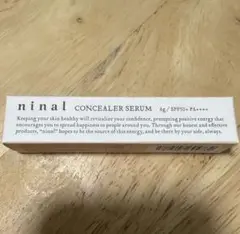 ninal CONCEALER SERUM 5g / SPF50+ PA++++
Keeping your skin healthy will revitalize your confidence, prompting positive energy that
encourages you to spread happiness to people around you. Through our honest and effective
products, "ninal" hopes to be the source of this energy, and be there by your side, always.